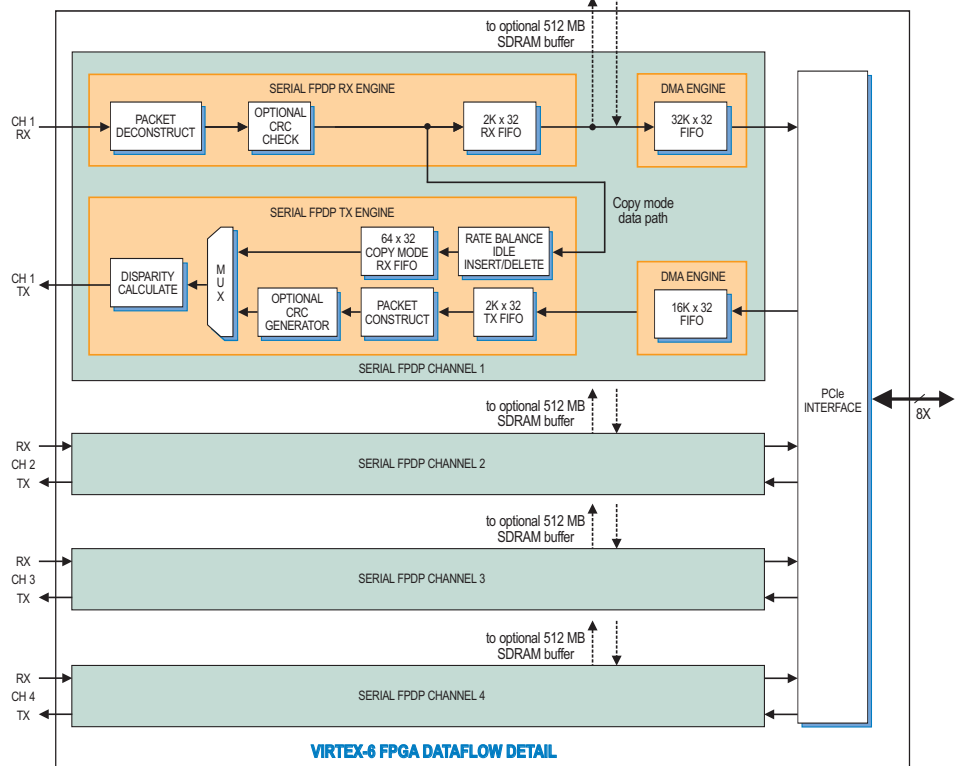 to optional 512 MB
SDRAM buffer
SERIAL FPDP RX ENGINE
DMA ENGINE
CH 1
RX
PACKET
DECONSTRUCT
OPTIONAL
CRC
CHECK
2K x 32
RX FIFO
32K x 32
FIFO
Copy mode
data path
SERIAL FPDP TX ENGINE
64 x 32
COPY MODE
RX FIFO
RATE BALANCE
IDLE
INSERT/DELETE
CH 1
TX
DISPARITY
CALCULATE
M
U
X
OPTIONAL
CRC
GENERATOR
PACKET
CONSTRUCT
2K x 32
TX FIFO
DMA ENGINE
16K x 32
FIFO
SERIAL FPDP CHANNEL 1
PCIe
INTERFACE
8X
to optional 512 MB
SDRAM buffer
RX
CH 2
TX
SERIAL FPDP CHANNEL 2
to optional 512 MB
SDRAM buffer
RX
CH 3
TX
SERIAL FPDP CHANNEL 3
to optional 512 MB
SDRAM buffer
RX
CH 4
TX
SERIAL FPDP CHANNEL 4
VIRTEX-6 FPGA DATAFLOW DETAIL